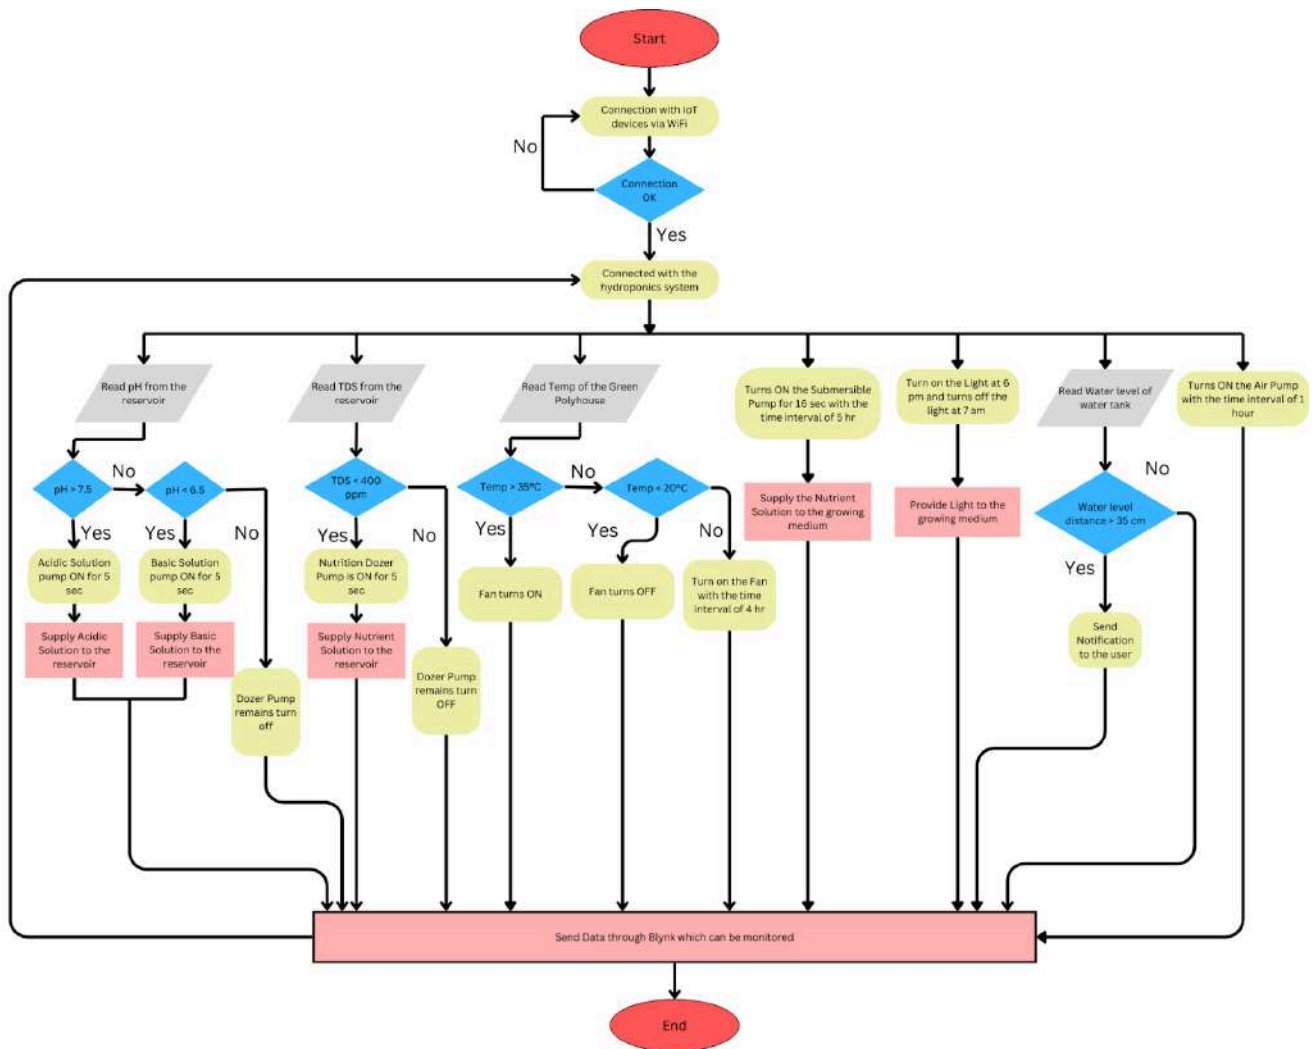 Start
Connection with IoT
devices via WiFi
No
Connection
OK
Yes
Connected with the
hydroponics system
Read pH from the
reservoir
Read TDS from the
reservoir
Read Temp of the Green
Polyhouse
Turns ON the Submersible
Pump for 16 sec with the
time interval of 5 hr
Turn on the Light at 6
pm and turns off the
light at 7 am
Read Water level of
water tank
Turns ON the Air Pump
with the time interval of 1
hour
pH > 7.5
No
pH < 6.5
No
Yes
Yes
Acidic Solution
pump ON for 5
sec
Basic Solution
pump ON for 5
sec
Supply Acidic
Solution to the
reservoir
Supply Basic
Solution to the
reservoir
Dozer Pump
remains turn
off
TDS < 400
ppm
Yes
No
Nutrition Dozer
Pump is ON for 5
sec
Supply Nutrient
Solution to the
reservoir
Dozer Pump
remains turn
OFF
Temp > 35°C
No
Temp < 20°C
Yes
Yes
No
Fan turns ON
Fan turns OFF
Turn on the Fan
with the time
interval of 4 hr
Supply the Nutrient
Solution to the growing
medium
Provide Light to the
growing medium
No
Water level
distance > 35 cm
Yes
Send
Notification
to the user
Send Data through Blynk which can be monitored
End